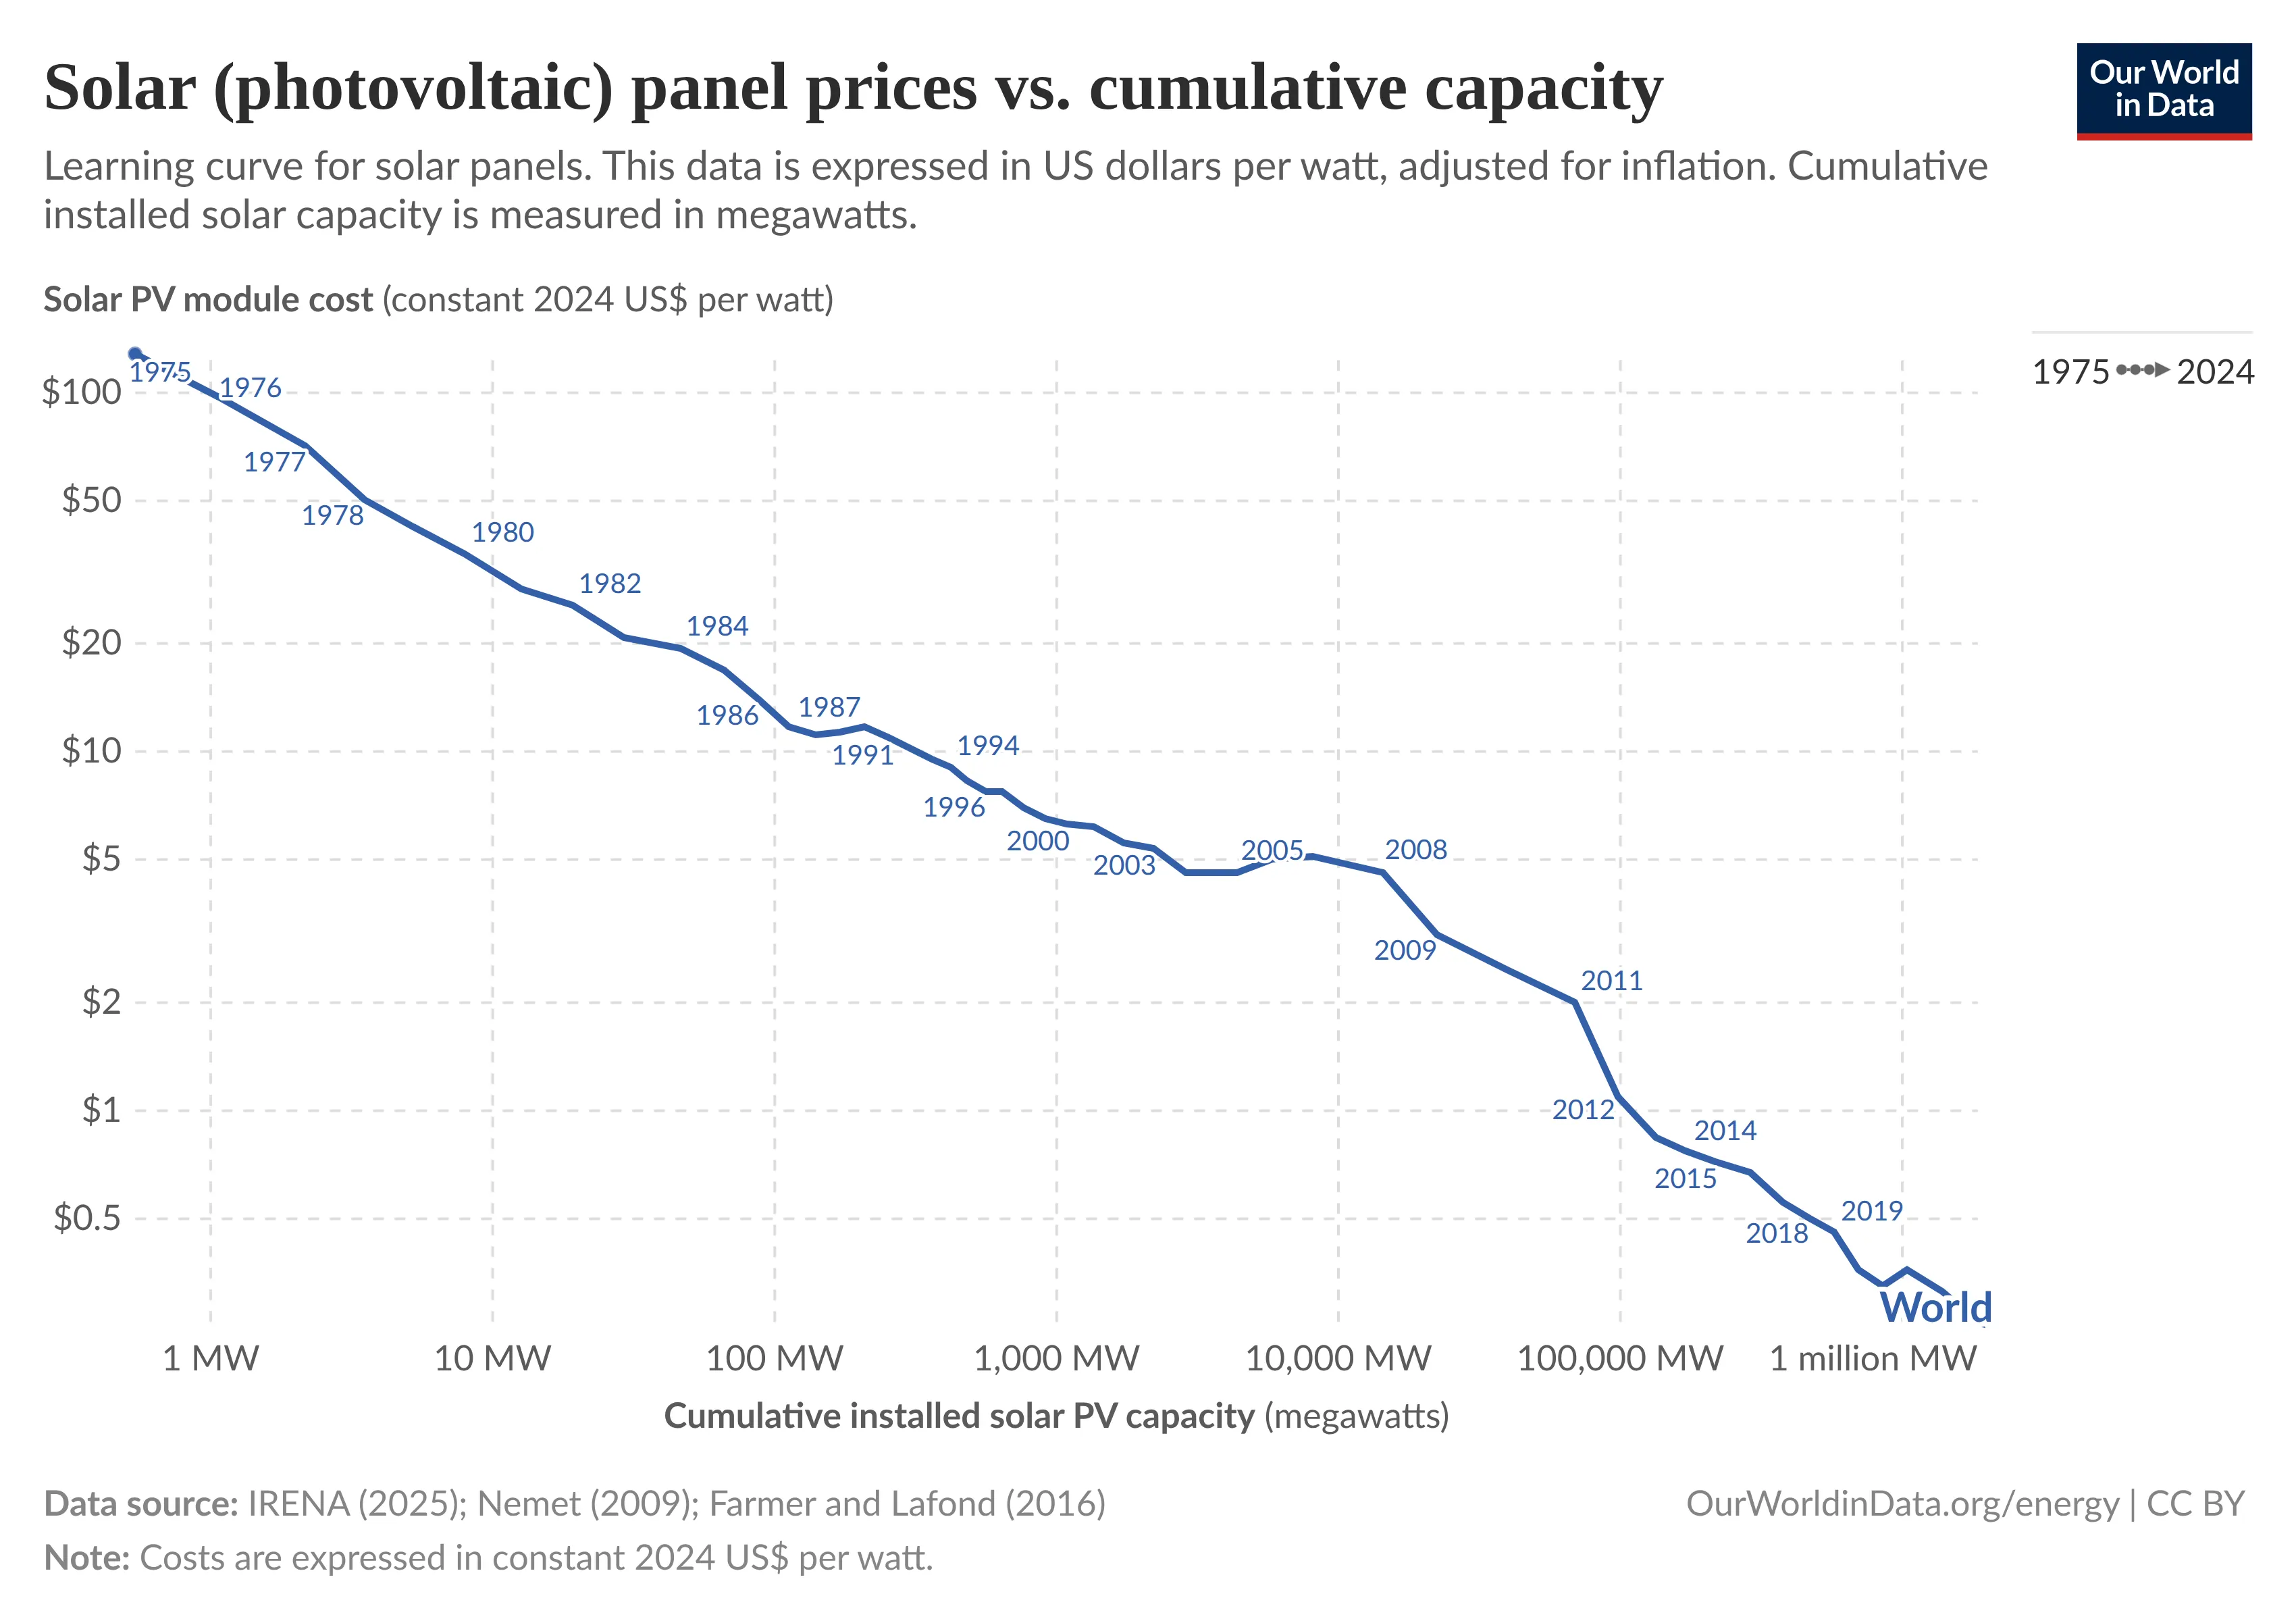 Solar (photovoltaic) panel prices vs. cumulative capacity
Our World
in Data
Learning curve for solar panels. This data is expressed in US dollars per watt, adjusted for inflation. Cumulative
installed solar capacity is measured in megawatts.
Solar PV module cost (constant 2024 US$ per watt)
1975 2024
$100
$50
$20
$10
$5
$2
$1
$0.5
1975
1976
1977
1978
1980
1982
1984
1986
1987
1991
1994
1996
2000
2003
2005
2008
2009
2011
2012
2014
2015
2018
2019
World
1 MW
10 MW
100 MW
1,000 MW
10,000 MW
100,000 MW
1 million MW
Cumulative installed solar PV capacity (megawatts)
Data source: IRENA (2025); Nemet (2009); Farmer and Lafond (2016)
OurWorldinData.org/energy | CC BY
Note: Costs are expressed in constant 2024 US$ per watt.